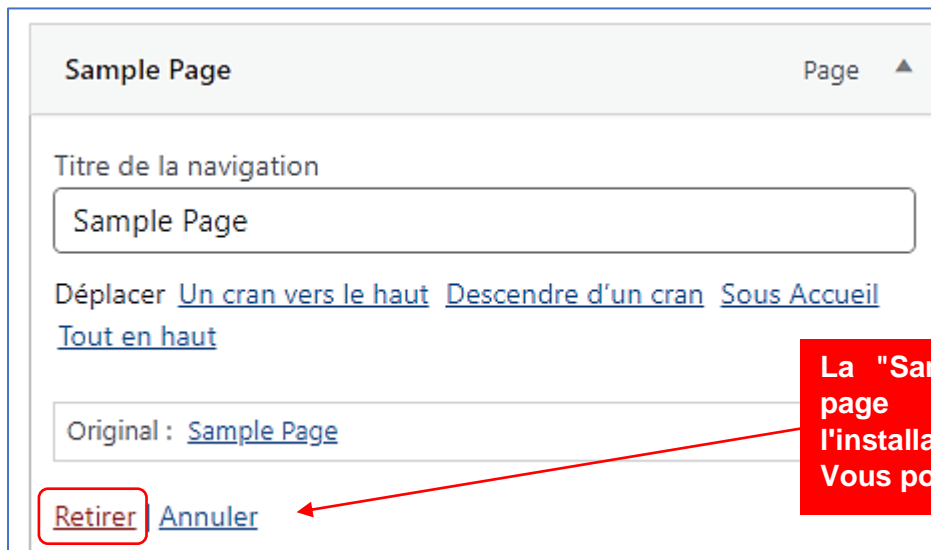 Sample Page Page
Titre de la navigation
Sample Page
Déplacer Un cran vers le haut Descendre d’un cran Sous Accueil
Tout en haut
Original : Sample Page
La
page
Vous
Retirer | Annuler